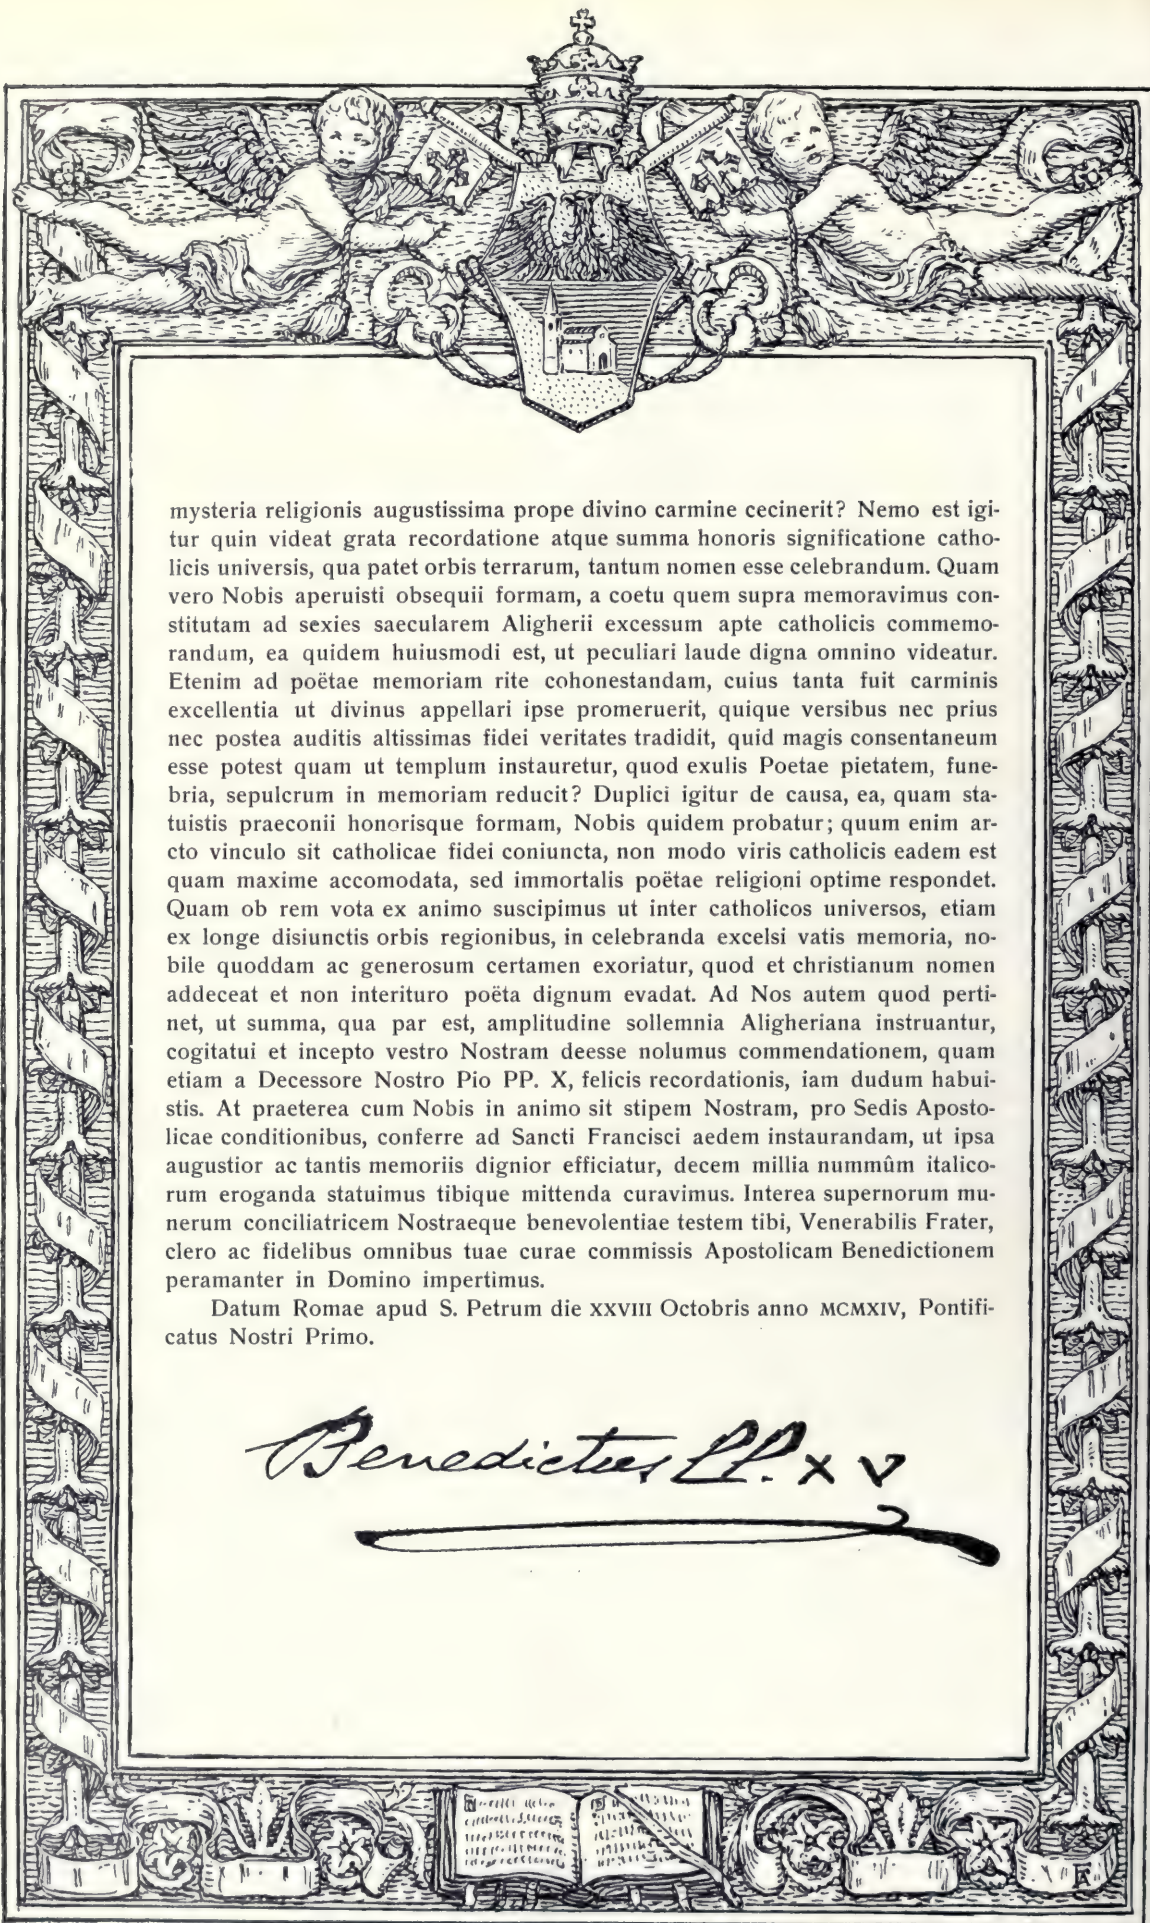 mysteria religionis augustissima prope divino carmine cecinerit? Nemo est igi-
tur quin videat grata recordatione atque summa honoris significatione catho-
licis universis, qua patet orbis terrarum, tantum nomen esse celebrandum. Quam
vero Nobis aperuisti obsequii formam, a coetu quem supra memoravimus con-
stitutam ad sexies saecularem Aligherii excessum apte catholicis commemo-
randum, ea quidem huiusmodi est, ut peculiari laude digna omnino videatur.
Etenim ad poëtae memoriam rite cohonestandam, cuius tanta fuit carminis
excellentia ut divinus appellari ipse promeruerit, quique versibus nec prius
nec postea auditis altissimas fidei veritates tradidit, quid magis consentaneum
esse potest quam ut templum instauretur, quod exulis Poetae pietatem, fune-
bria, sepulcrum in memoriam reducit? Duplici igitur de causa, ea, quam sta-
tuistis praeconii honorisque formam, Nobis quidem probatur; quum enim ar-
cto vinculo sit catholicae fidei coniuncta, non modo viris catholicis eadem est
quam maxime accomodata, sed immortalis poëtae religioni optime respondet.
Quam ob rem vota ex animo suscipimus ut inter catholicos universos, etiam
ex longe disiunctis orbis regionibus, in celebranda excelsi vatis memoria, no-
bile quoddam ac generosum certamen exoriatur, quod et christianum nomen
addeceat et non interituro poëta dignum evadat. Ad Nos autem quod perti-
net, ut summa, qua par est, amplitudine sollemnia Aligheriana instruantur,
cogitatui et incepto vestro Nostram deesse nolumus commendationem, quam
etiam a Decessore Nostro Pio PP. X, felicis recordationis, iam dudum habui-
stis. At praeterea cum Nobis in animo sit stipem Nostram, pro Sedis Aposto-
licae conditionibus, conferre ad Sancti Francisci aedem instaurandam, ut ipsa
augustior ac tantis memoriis dignior efficiatur, decem millia nummûm italico-
rum eroganda statuimus tibique mittenda curavimus. Interea supernorum mu-
nerum conciliatricem Nostraeque benevolentiae testem tibi, Venerabilis Frater,
clero ac fidelibus omnibus tuae curae commissis Apostolicam Benedictionem
peramanter in Domino impertimus.
Datum Romae apud S. Petrum die XXVIII Octobris anno MCMXIV, Pontifi-
catus Nostri Primo.
Benedictus PP. XV